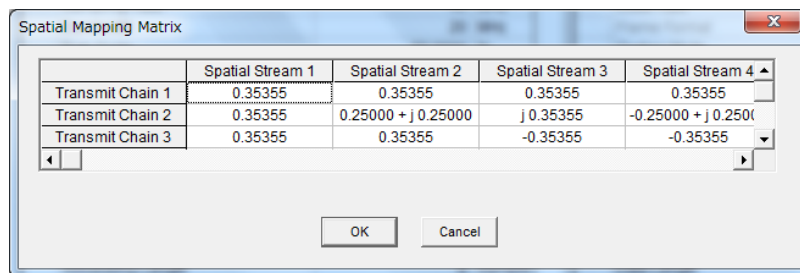 Spatial Mapping Matrix
Spatial Stream 1 Spatial Stream 2 Spatial Stream 3 Spatial Stream 4
Transmit Chain 1 0.35355 0.35355 0.35355 0.35355
Transmit Chain 2 0.35355 0.25000 + j 0.25000 j 0.35355 -0.25000 + j 0.2500
Transmit Chain 3 0.35355 0.35355 -0.35355 -0.35355
OK Cancel